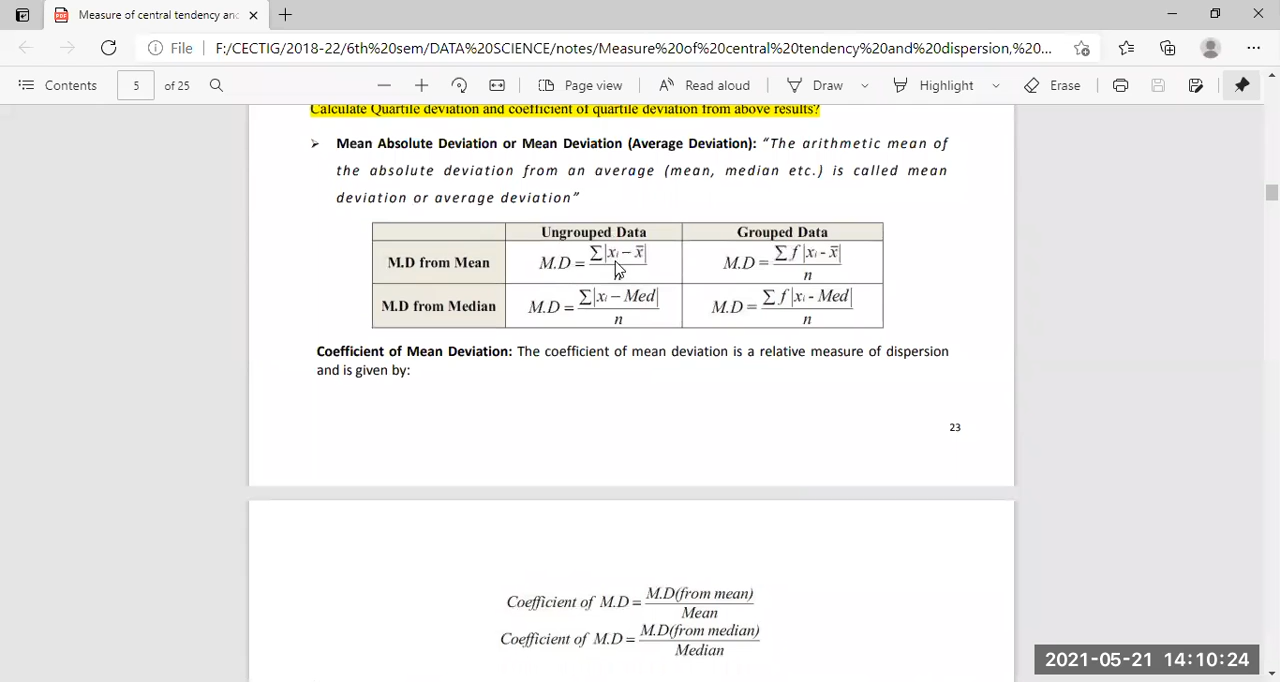 Measure of central tendency and
File F:/CECTIG/2018-22/6th%20sem/DATA%20SCIENCE/notes/Measure%20of%20central%20tendency%20and%20dispersion,%20...
Contents 5 of 25 Page view Read aloud Draw Highlight Erase
Calculate Quartile deviation and coefficient of quartile deviation from above results?
➢ Mean Absolute Deviation or Mean Deviation (Average Deviation): "The arithmetic mean of
the absolute deviation from an average (mean, median etc.) is called mean
deviation or average deviation"
Ungrouped Data Grouped Data
M.D from Mean M.D = ∑|xi − x̅| / n M.D = ∑f|xi - x̅| / n
M.D from Median M.D = ∑|xi − Med| / n M.D = ∑f|xi - Med| / n
Coefficient of Mean Deviation: The coefficient of mean deviation is a relative measure of dispersion
and is given by:
23
Coefficient of M.D = M.D(from mean) / Mean
Coefficient of M.D = M.D(from median) / Median
2021-05-21 14:10:24